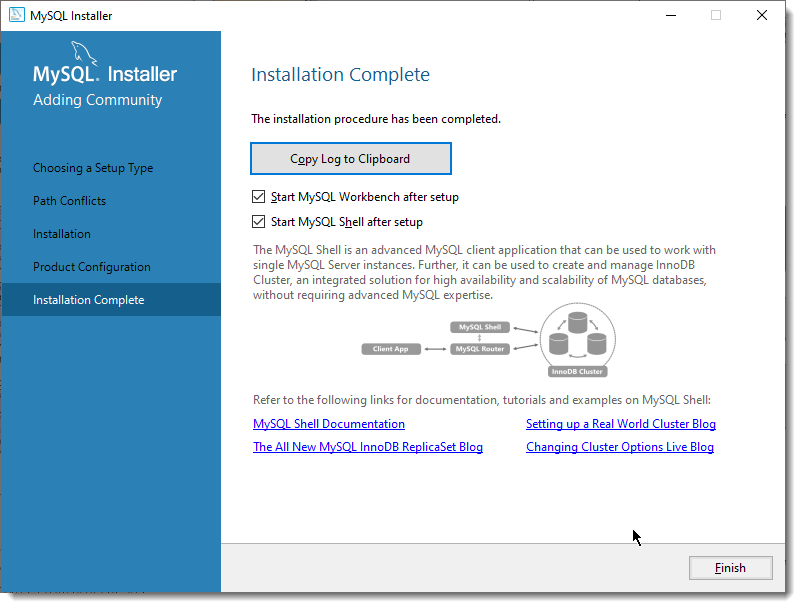 MySQL Installer
MySQL. Installer
Adding Community
Choosing a Setup Type
Path Conflicts
Installation
Product Configuration
Installation Complete
Installation Complete
The installation procedure has been completed.
Copy Log to Clipboard
Start MySQL Workbench after setup
Start MySQL Shell after setup
The MySQL Shell is an advanced MySQL client application that can be used to work with
single MySQL Server instances. Further, it can be used to create and manage InnoDB
Cluster, an integrated solution for high availability and scalability of MySQL databases,
without requiring advanced MySQL expertise.
MySQL Shell
Client App
MySQL Router
InnoDB Cluster
Refer to the following links for documentation, tutorials and examples on MySQL Shell:
MySQL Shell Documentation
Setting up a Real World Cluster Blog
The All New MySQL InnoDB ReplicaSet Blog
Changing Cluster Options Live Blog
Finish